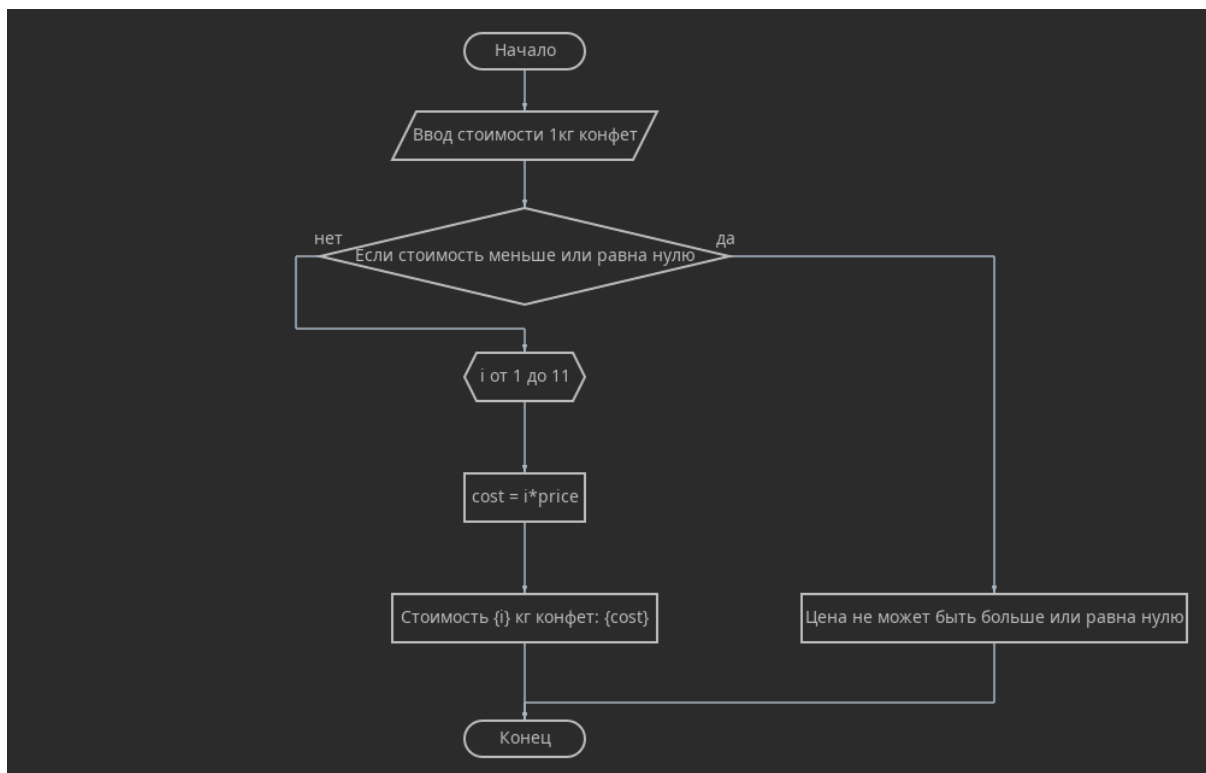 Начало
Ввод стоимости 1кг конфет
нет
да
Если стоимость меньше или равна нулю
i от 1 до 11
cost = i*price
Стоимость {i} кг конфет: {cost}
Цена не может быть больше или равна нулю
Конец